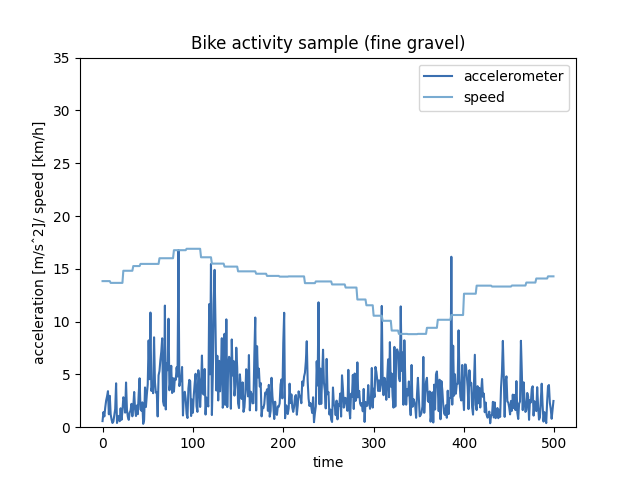 Bike activity sample (fine gravel)
accelerometer
speed
acceleration [m/sˆ2]/ speed [km/h]
35
30
25
20
15
10
5
0
0 100 200 300 400 500
time